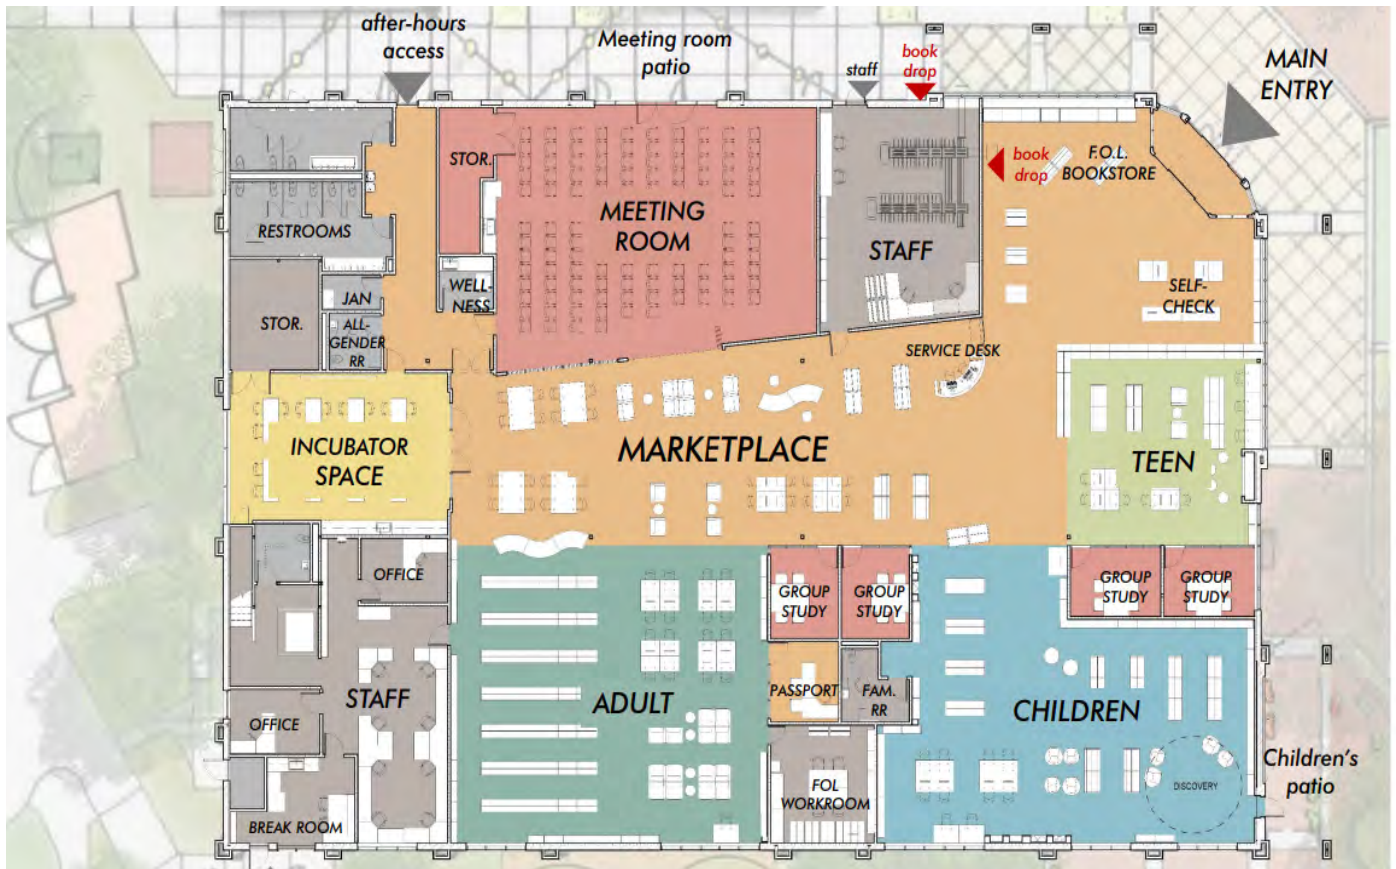 after-hours
access
Meeting room
patio
staff
book
drop
MAIN
ENTRY
STOR.
MEETING
ROOM
book
drop
F.O.L.
BOOKSTORE
RESTROOMS
STAFF
JAN
WELL-
NESS
SELF-
CHECK
STOR.
ALL-
GENDER
RR
SERVICE DESK
INCUBATOR
SPACE
MARKETPLACE
TEEN
OFFICE
GROUP
STUDY
GROUP
STUDY
GROUP
STUDY
GROUP
STUDY
STAFF
ADULT
PASSPORT
FAM.
RR
CHILDREN
OFFICE
Children's
patio
FOL
WORKROOM
DISCOVERY
BREAK ROOM